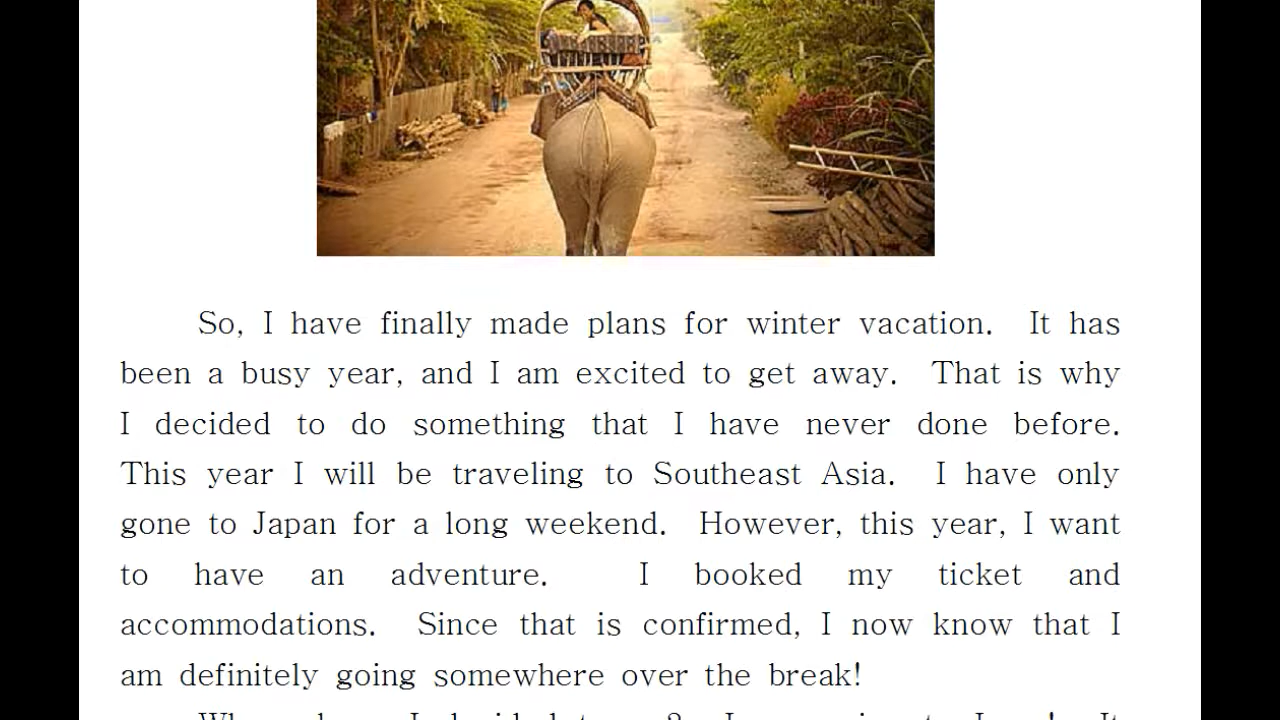 So, I have finally made plans for winter vacation. It has
been a busy year, and I am excited to get away. That is why
I decided to do something that I have never done before.
This year I will be traveling to Southeast Asia. I have only
gone to Japan for a long weekend. However, this year, I want
to have an adventure. I booked my ticket and
accommodations. Since that is confirmed, I now know that I
am definitely going somewhere over the break!